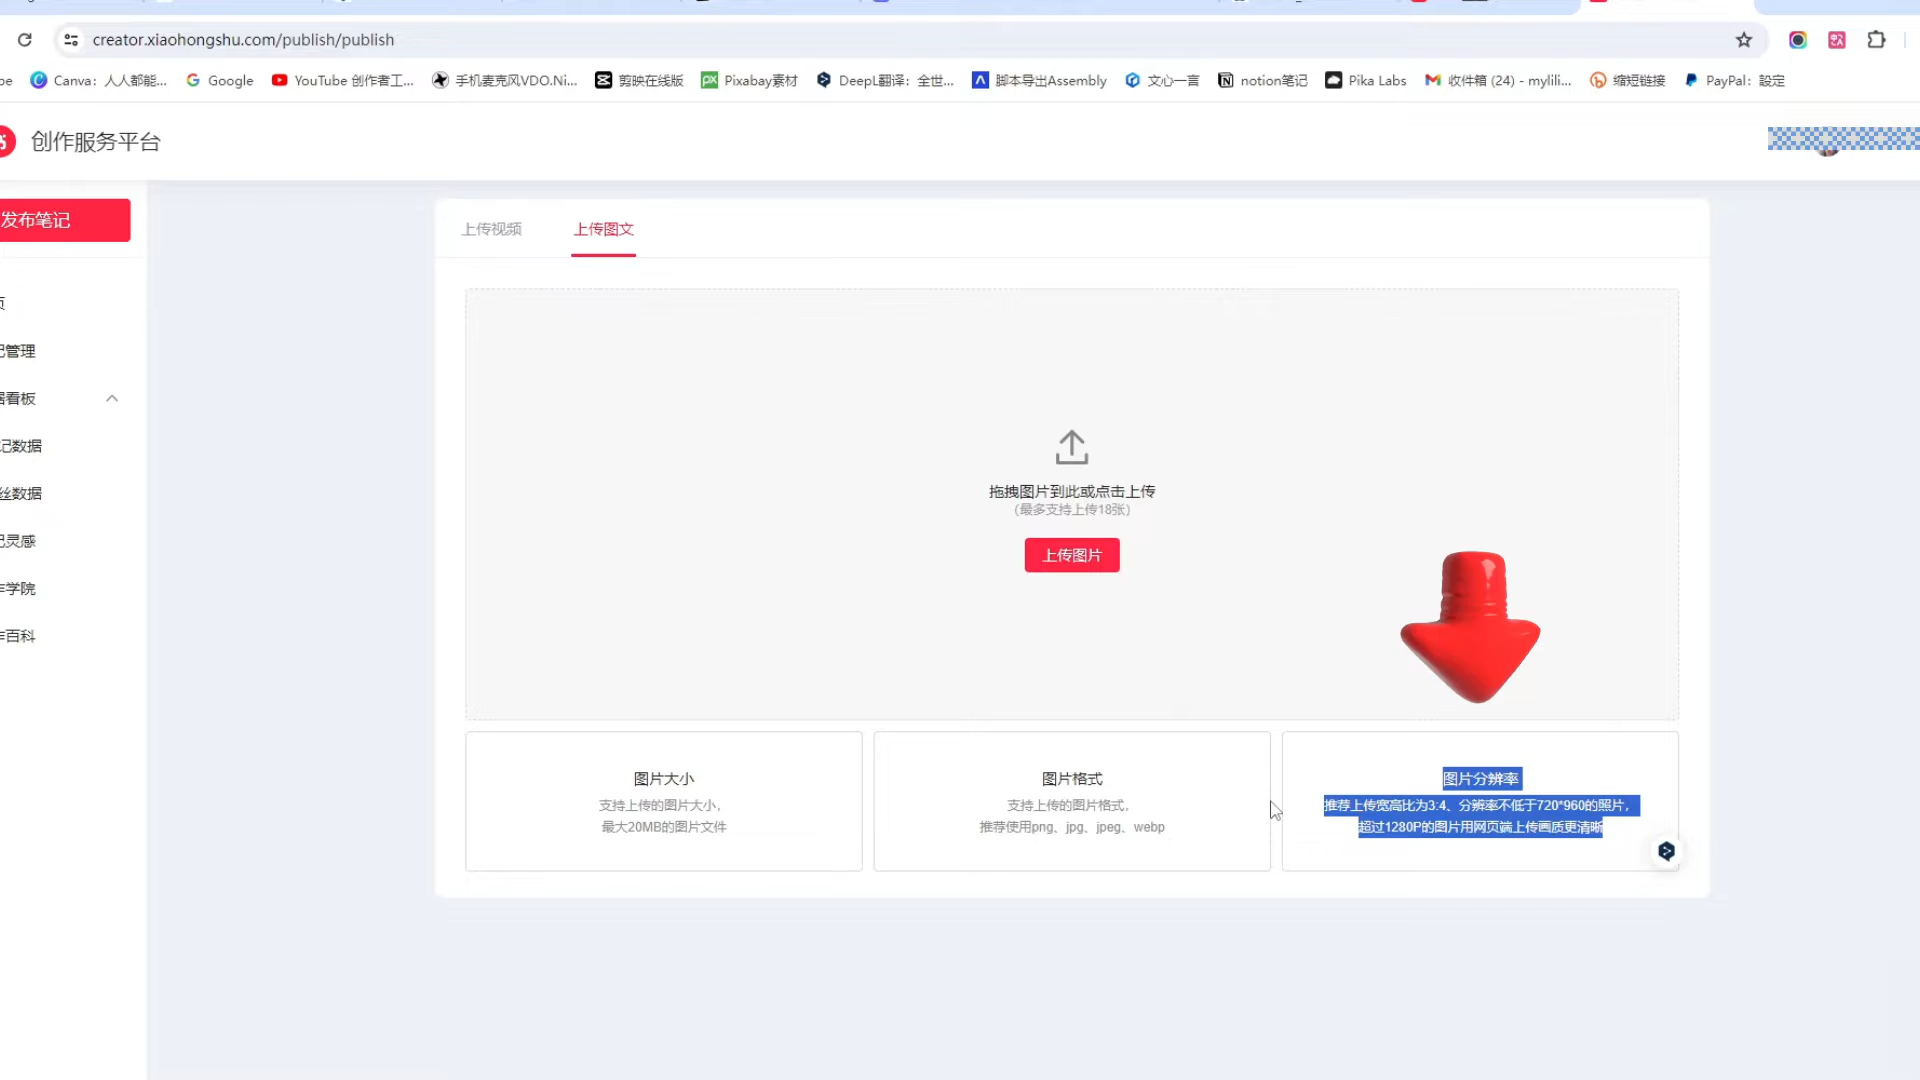 creator.xiaohongshu.com/publish/publish
Canva：人人都能... Google YouTube 创作者工... 手机麦克风VDO.Ni... 剪映在线版 Pixabay素材 DeepL翻译：全世... 脚本导出Assembly 文心一言 notion笔记 Pika Labs 收件箱 (24) - mylili... 缩短链接 PayPal：設定
创作服务平台
发布笔记
上传视频
上传图文
页
记管理
据看板
记数据
丝数据
记灵感
作学院
作百科
拖拽图片到此或点击上传
（最多支持上传18张）
上传图片
图片大小
支持上传的图片大小，
最大20MB的图片文件
图片格式
支持上传的图片格式，
推荐使用png、jpg、jpeg、webp
图片分辨率
推荐上传宽高比为3:4、分辨率不低于720*960的照片，
超过1280P的图片用网页端上传画质更清晰